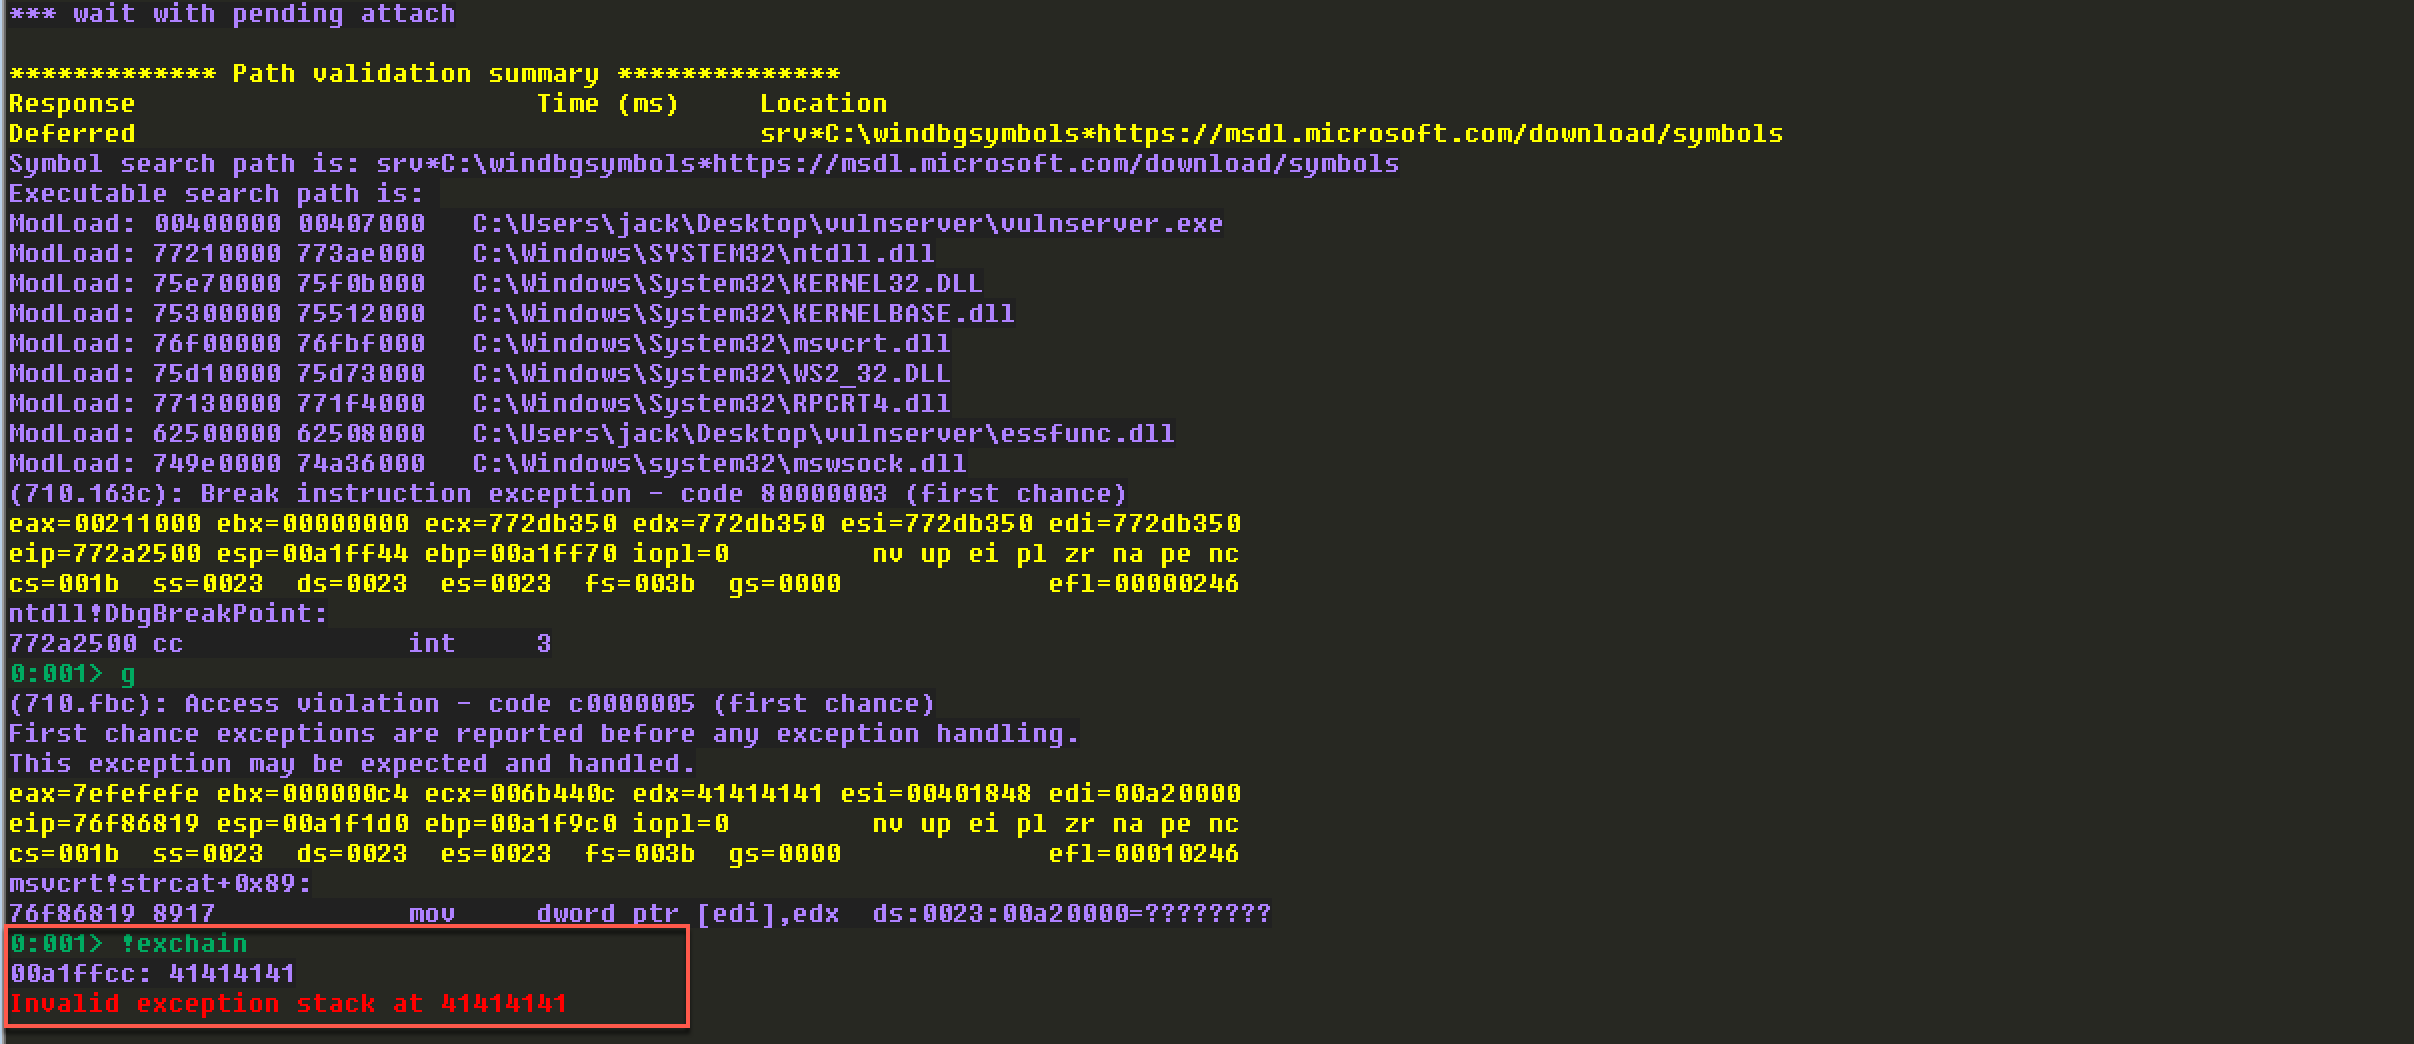 *** wait with pending attach
************* Path validation summary **************
Response                         Time (ms)     Location
Deferred                                       srv*C:\windbgsymbols*https://msdl.microsoft.com/download/symbols
Symbol search path is: srv*C:\windbgsymbols*https://msdl.microsoft.com/download/symbols
Executable search path is:
ModLoad: 00400000 00407000   C:\Users\jack\Desktop\vulnserver\vulnserver.exe
ModLoad: 77210000 773ae000   C:\Windows\SYSTEM32\ntdll.dll
ModLoad: 75e70000 75f0b000   C:\Windows\System32\KERNEL32.DLL
ModLoad: 75300000 75512000   C:\Windows\System32\KERNELBASE.dll
ModLoad: 76f00000 76fbf000   C:\Windows\System32\msvcrt.dll
ModLoad: 75d10000 75d73000   C:\Windows\System32\WS2_32.DLL
ModLoad: 77130000 771f4000   C:\Windows\System32\RPCRT4.dll
ModLoad: 62500000 62508000   C:\Users\jack\Desktop\vulnserver\essfunc.dll
ModLoad: 749e0000 74a36000   C:\Windows\system32\mswsock.dll
(710.163c): Break instruction exception - code 80000003 (first chance)
eax=00211000 ebx=00000000 ecx=772db350 edx=772db350 esi=772db350 edi=772db350
eip=772a2500 esp=00a1ff44 ebp=00a1ff70 iopl=0         nv up ei pl zr na pe nc
cs=001b  ss=0023  ds=0023  es=0023  fs=003b  gs=0000             efl=00000246
ntdll!DbgBreakPoint:
772a2500 cc              int     3
0:001> g
(710.fbc): Access violation - code c0000005 (first chance)
First chance exceptions are reported before any exception handling.
This exception may be expected and handled.
eax=7efefefe ebx=000000c4 ecx=006b440c edx=41414141 esi=00401848 edi=00a20000
eip=76f86819 esp=00a1f1d0 ebp=00a1f9c0 iopl=0         nv up ei pl zr na pe nc
cs=001b  ss=0023  ds=0023  es=0023  fs=003b  gs=0000             efl=00010246
msvcrt!strcat+0x89:
76f86819 8917            mov     dword ptr [edi],edx  ds:0023:00a20000=????????
0:001> !exchain
00a1ffcc: 41414141
Invalid exception stack at 41414141